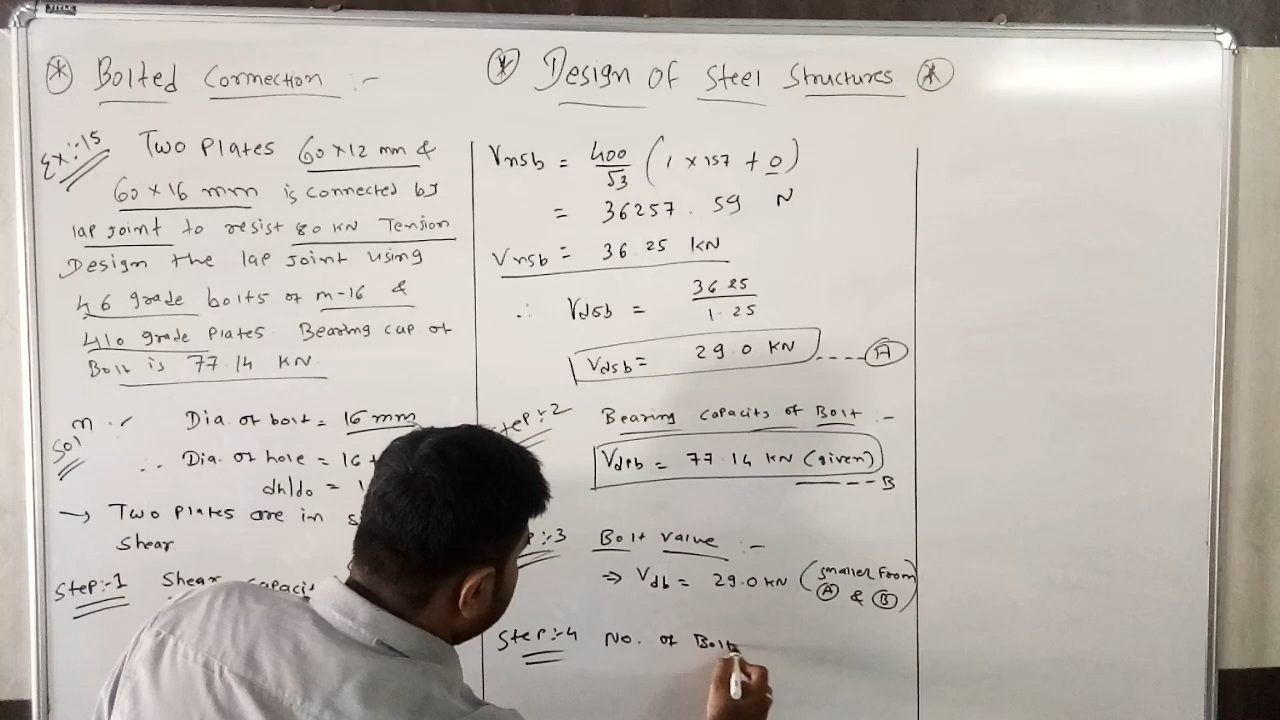 * Bolted Connection :-
* Design Of Steel Structures *
Ex:-15 Two Plates 60 x 12 mm &
60 x 16 mm is connected by
lap joint to resist 80 KN Tension
Design the lap joint using
4.6 grade bolts of m-16 &
410 grade Plates. Bearing cap of
Bolt is 77.14 KN.
Soln :- Dia. of bolt = 16 mm
∴ Dia. of hole = 16 +
dh/do = 1
→ Two Plates are in
Shear
Step:-1 Shear
Vnsb = 400/√3 (1 x 157 + 0)
= 36257.59 N
Vnsb = 36.25 KN
∴ Vdsb = 36.25/1.25
Vdsb = 29.0 KN ---- A
Step:-2 Bearing capacity of Bolt :-
Vdpb = 77.14 KN (given)
---- B
:-3 Bolt value :-
⇒ Vdb = 29.0 KN (smaller from
A & B)
Step:-4 No. of Bolt